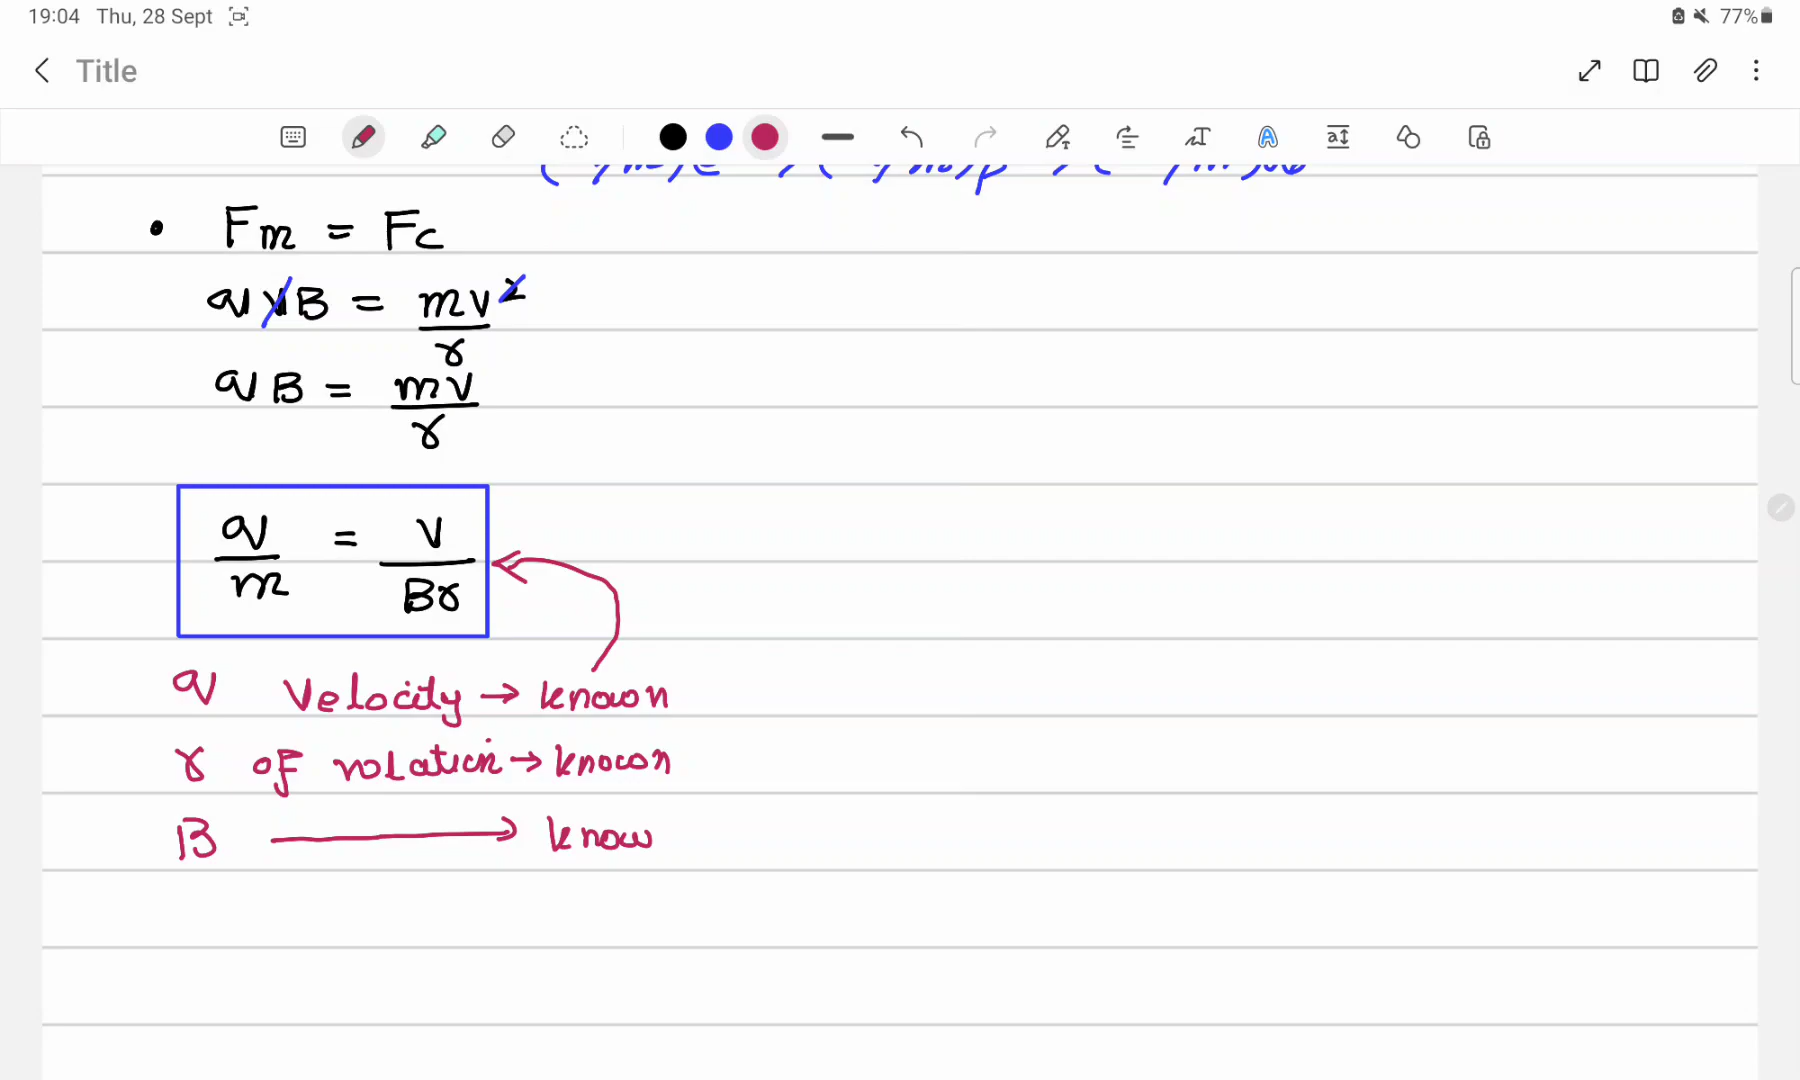 19:04 Thu, 28 Sept 77%
Title
• Fm = Fc
qvB = mv²/r
qB = mv/r
q/m = v/Br
q Velocity → known
r of rotation → known
B → know